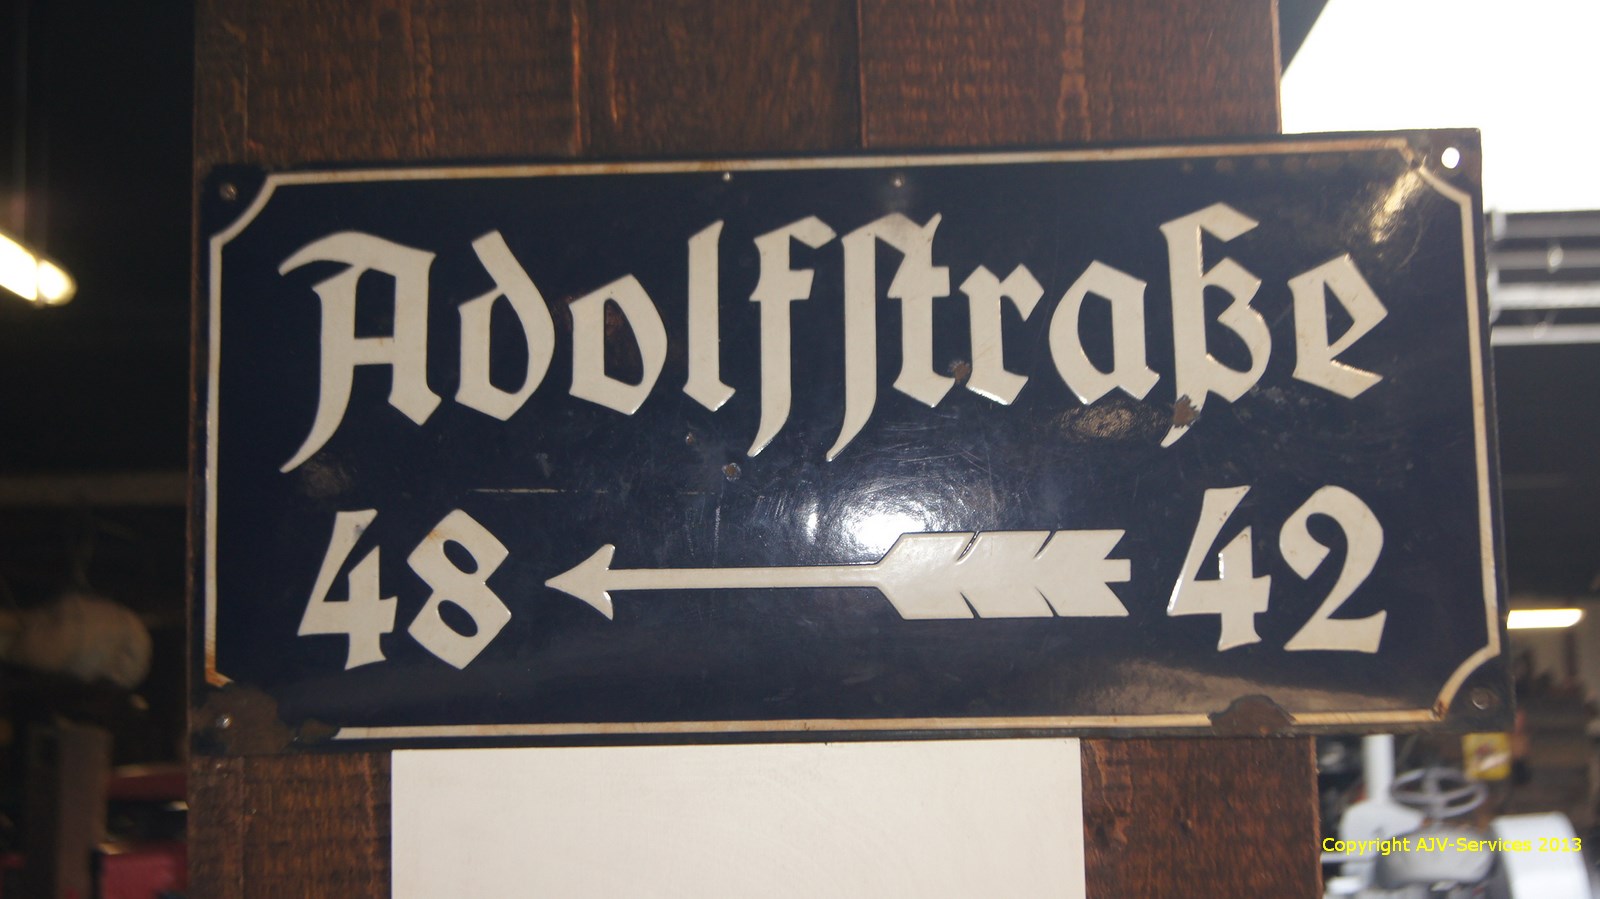 Adolfſtraße
48 42
Copyright AJV-Services 2013